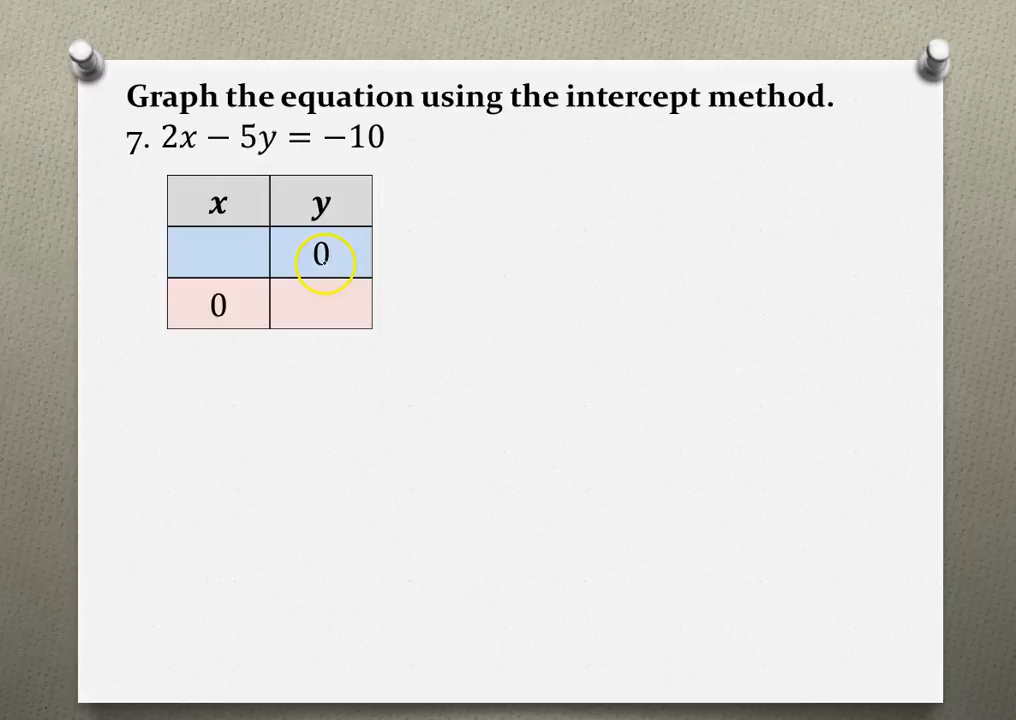 Graph the equation using the intercept method.
7. 2x − 5y = −10
x y
0
0